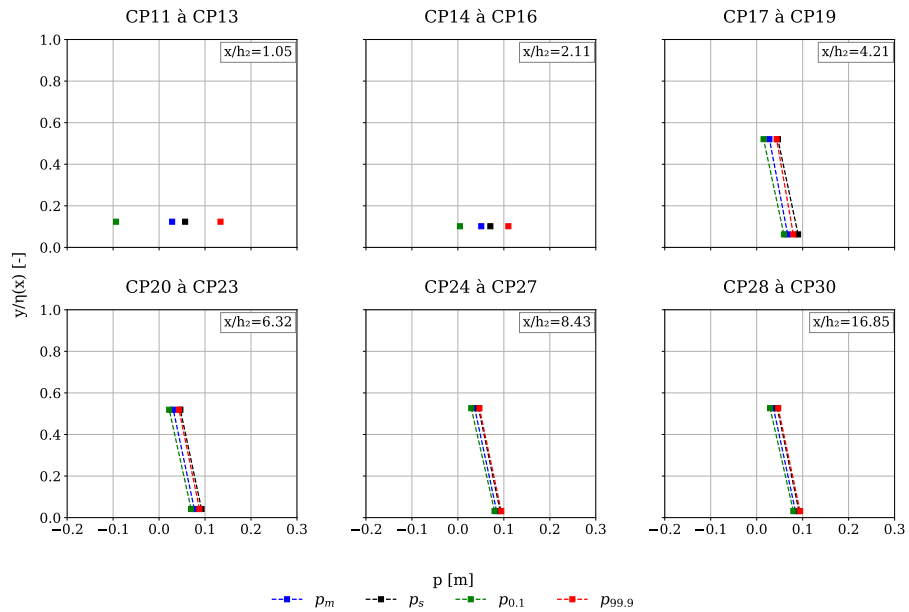 CP11 à CP13
CP14 à CP16
CP17 à CP19
1.0
0.8
0.6
0.4
0.2
0.0
x/h₂=1.05
x/h₂=2.11
x/h₂=4.21
y/η(x) [-]
CP20 à CP23
CP24 à CP27
CP28 à CP30
1.0
0.8
0.6
0.4
0.2
0.0
x/h₂=6.32
x/h₂=8.43
x/h₂=16.85
−0.2 −0.1 0.0 0.1 0.2 0.3
−0.2 −0.1 0.0 0.1 0.2 0.3
−0.2 −0.1 0.0 0.1 0.2 0.3
p [m]
pₘ pₛ p₀.₁ p₉₉.₉